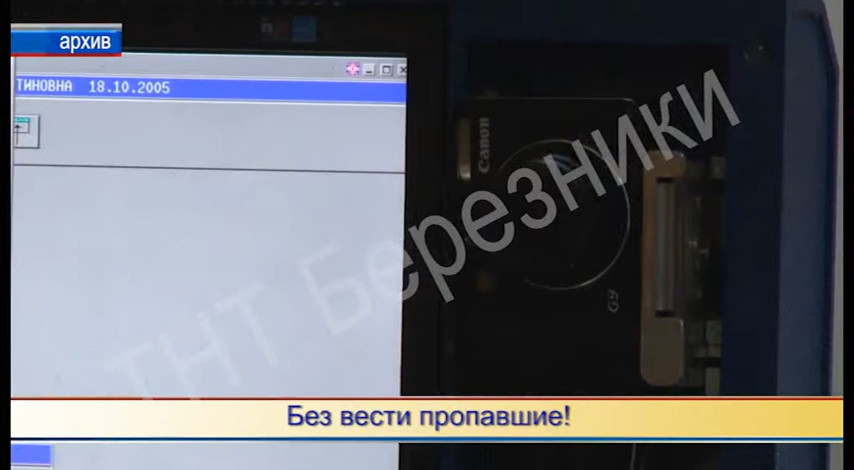 архив
ТИНОВНА 18.10.2005
Canon
G9
ТНТ Березники
Без вести пропавшие!